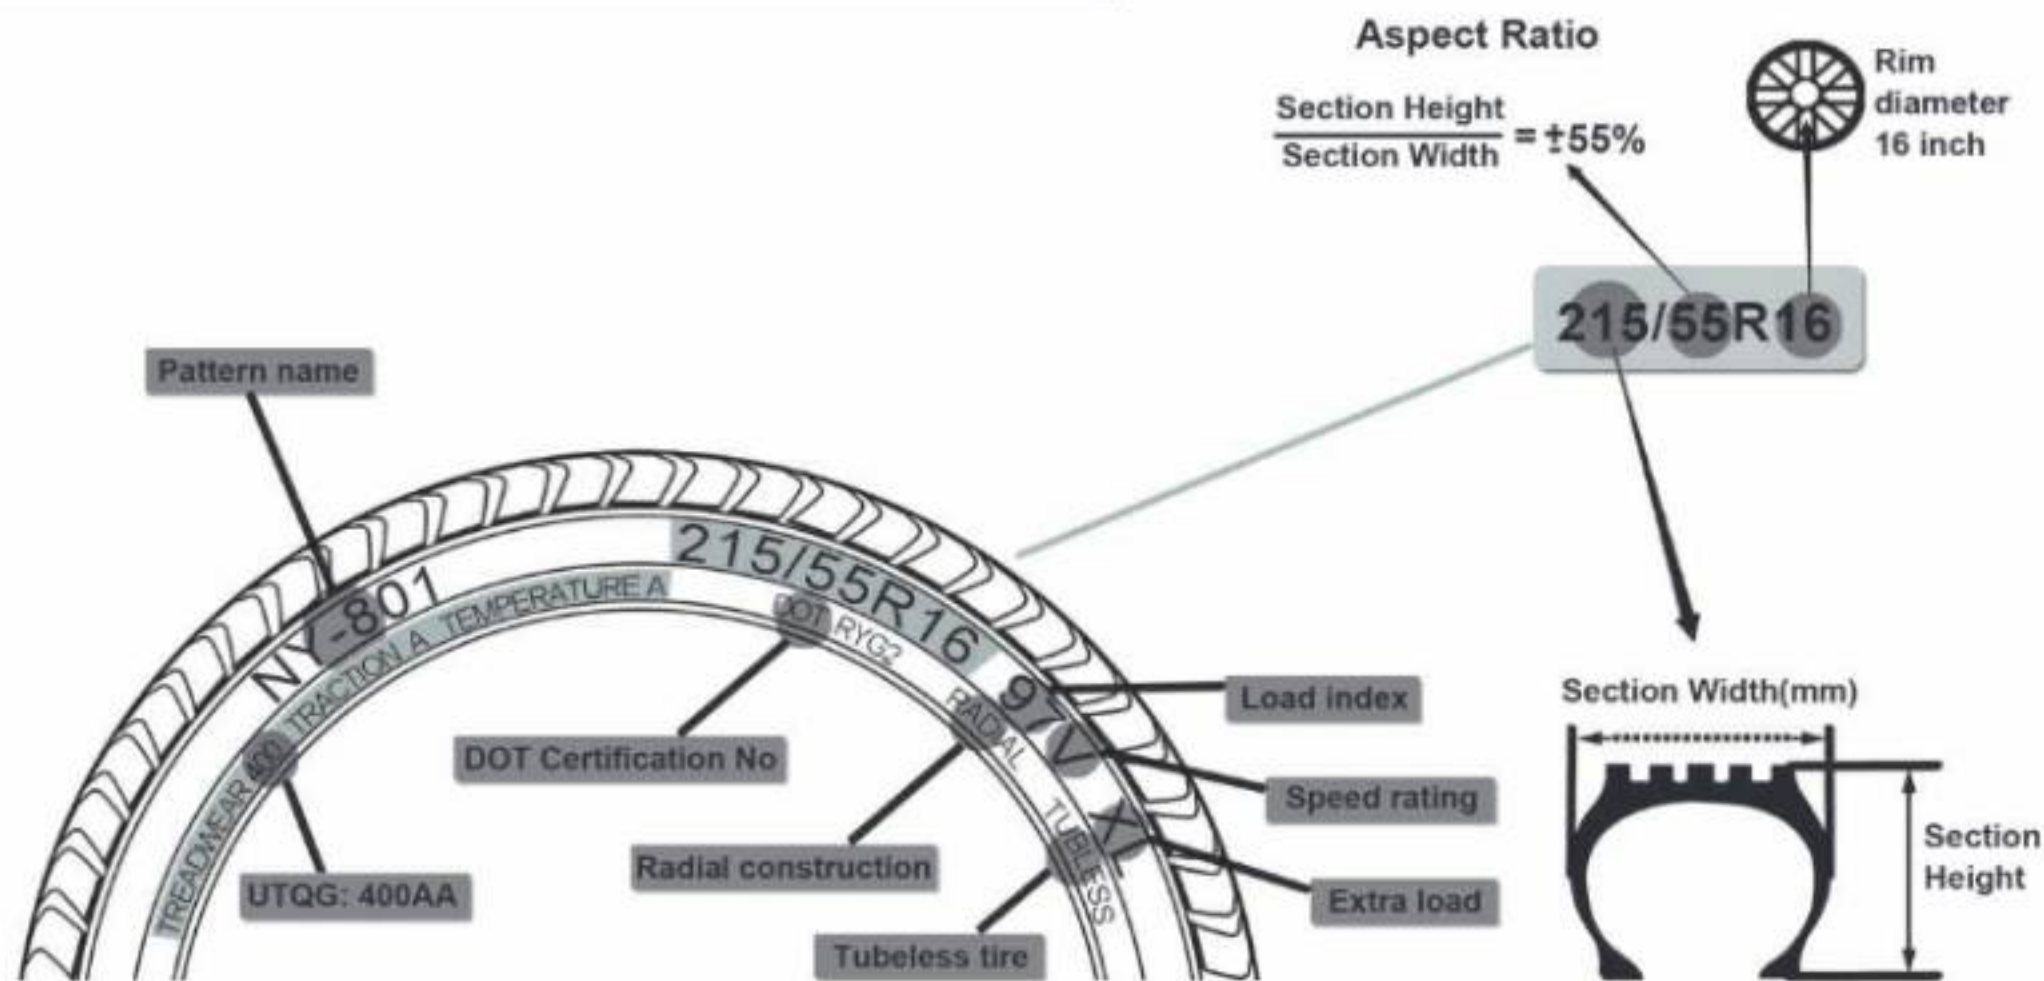 Aspect Ratio
Section Height
Section Width
= ±55%
Rim
diameter
16 inch
215/55R16
Pattern name
NY-801
215/55R16
97V XL
TREADWEAR 400 TRACTION A TEMPERATURE A
DOT RYG2
RADIAL
TUBLESS
Load index
DOT Certification No
Speed rating
Radial construction
UTQG: 400AA
Extra load
Tubeless tire
Section Width(mm)
Section
Height